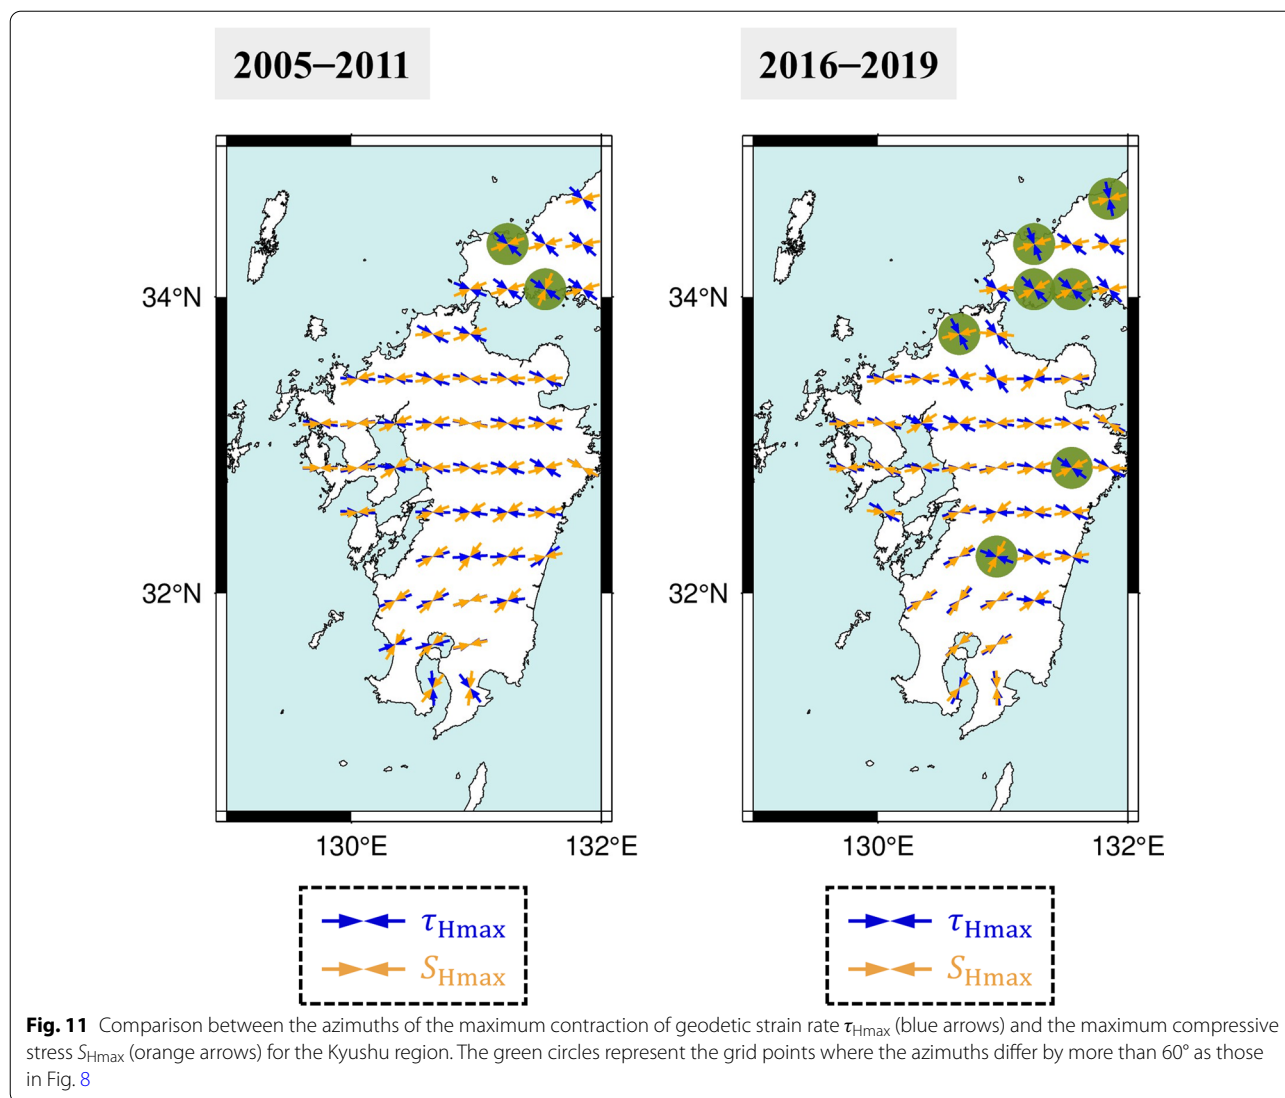 2005–2011
2016–2019
34°N
32°N
130°E
132°E
34°N
32°N
130°E
132°E
τHmax
SHmax
τHmax
SHmax
Fig. 11 Comparison between the azimuths of the maximum contraction of geodetic strain rate τHmax (blue arrows) and the maximum compressive
stress SHmax (orange arrows) for the Kyushu region. The green circles represent the grid points where the azimuths differ by more than 60° as those
in Fig. 8